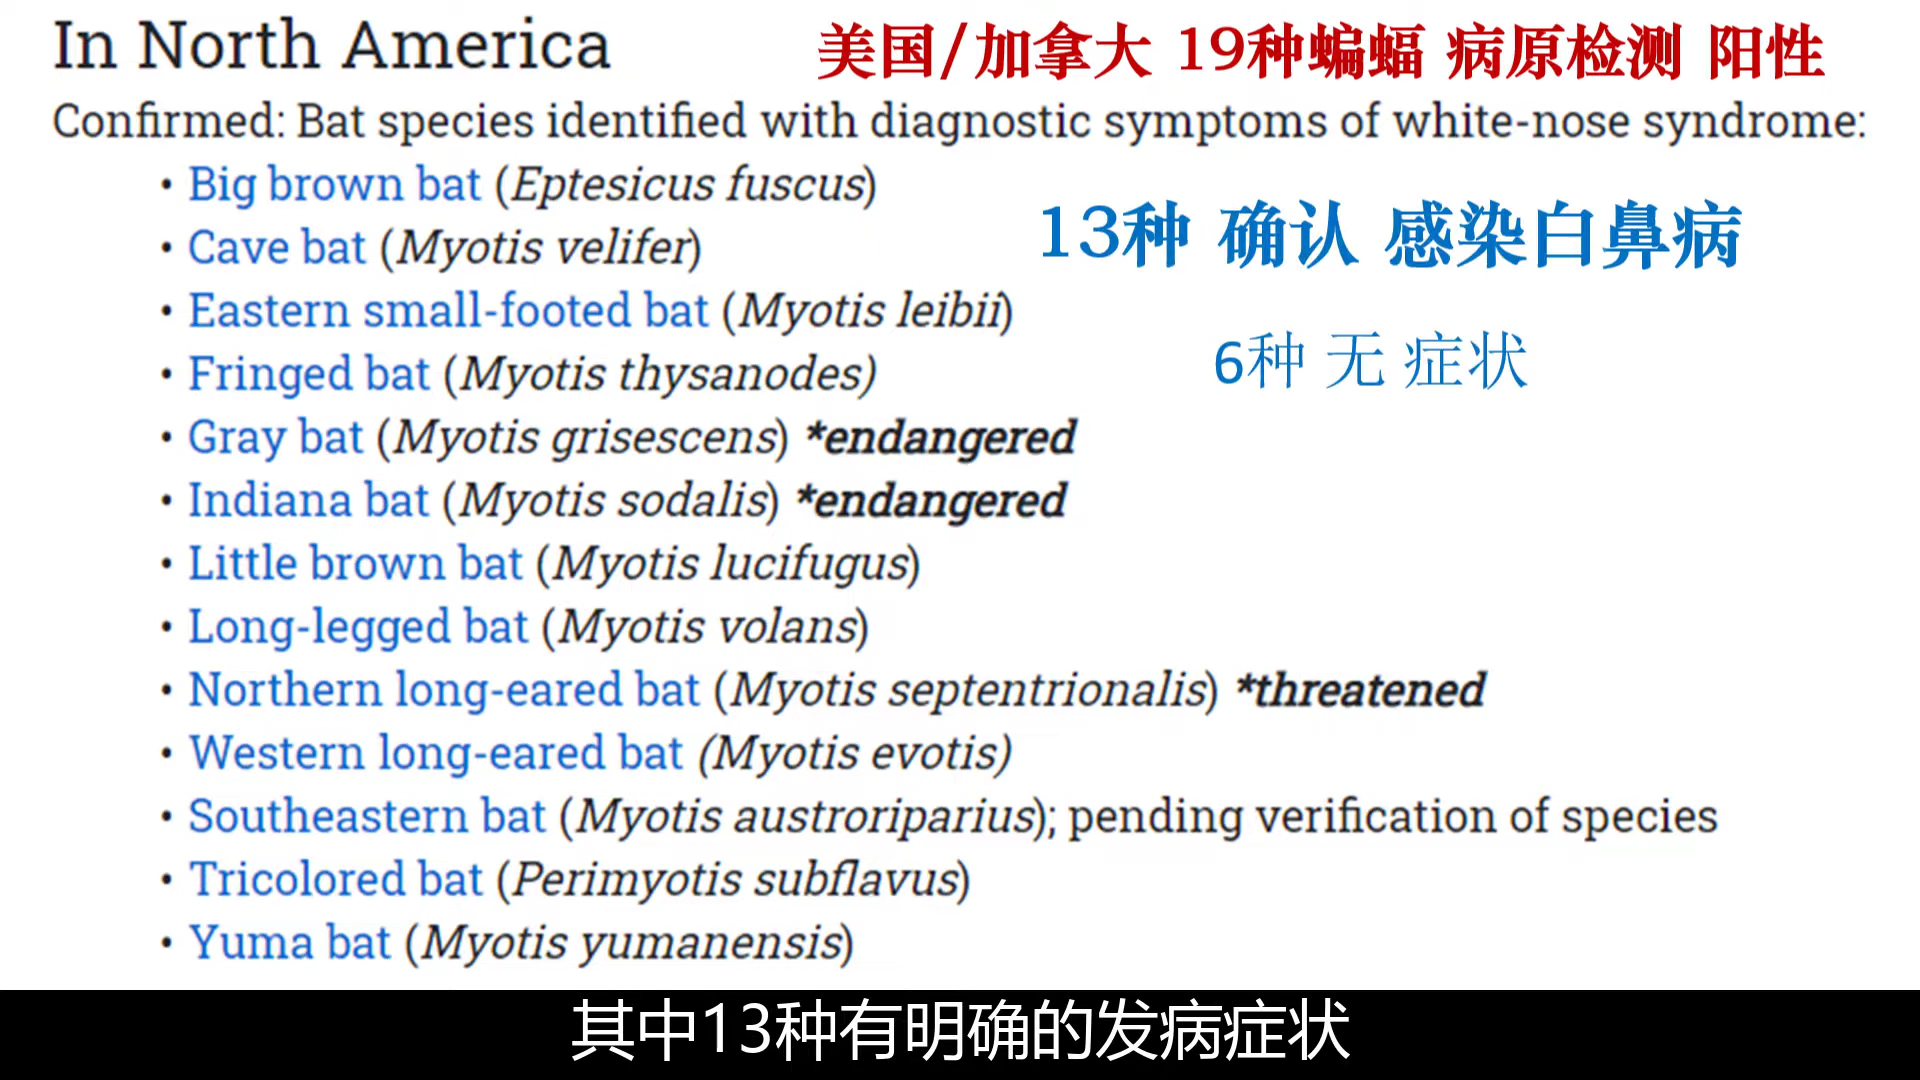 In North America
美国/加拿大 19种蝙蝠 病原检测 阳性
Confirmed: Bat species identified with diagnostic symptoms of white-nose syndrome:
• Big brown bat (Eptesicus fuscus)
13种 确认 感染白鼻病
• Cave bat (Myotis velifer)
• Eastern small-footed bat (Myotis leibii)
6种 无 症状
• Fringed bat (Myotis thysanodes)
• Gray bat (Myotis grisescens) *endangered
• Indiana bat (Myotis sodalis) *endangered
• Little brown bat (Myotis lucifugus)
• Long-legged bat (Myotis volans)
• Northern long-eared bat (Myotis septentrionalis) *threatened
• Western long-eared bat (Myotis evotis)
• Southeastern bat (Myotis austroriparius); pending verification of species
• Tricolored bat (Perimyotis subflavus)
• Yuma bat (Myotis yumanensis)
其中13种有明确的发病症状